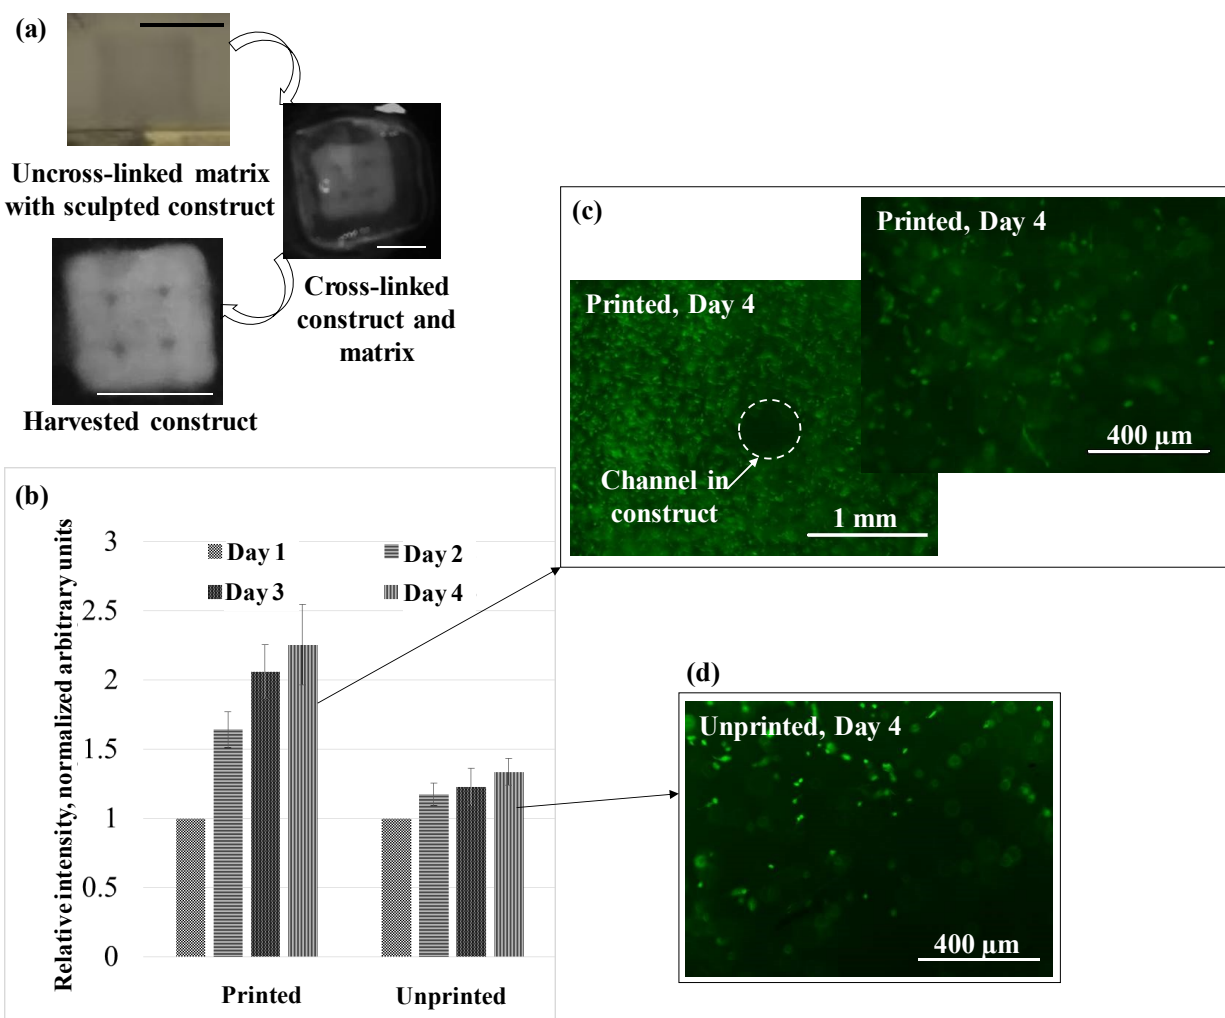 (a)
Uncross-linked matrix
with sculpted construct
Cross-linked
construct and
matrix
Harvested construct
(b)
Relative intensity, normalized arbitrary units
3
2.5
2
1.5
1
0.5
0
Day 1
Day 2
Day 3
Day 4
Printed
Unprinted
(c)
Printed, Day 4
Channel in
construct
1 mm
Printed, Day 4
400 µm
(d)
Unprinted, Day 4
400 µm